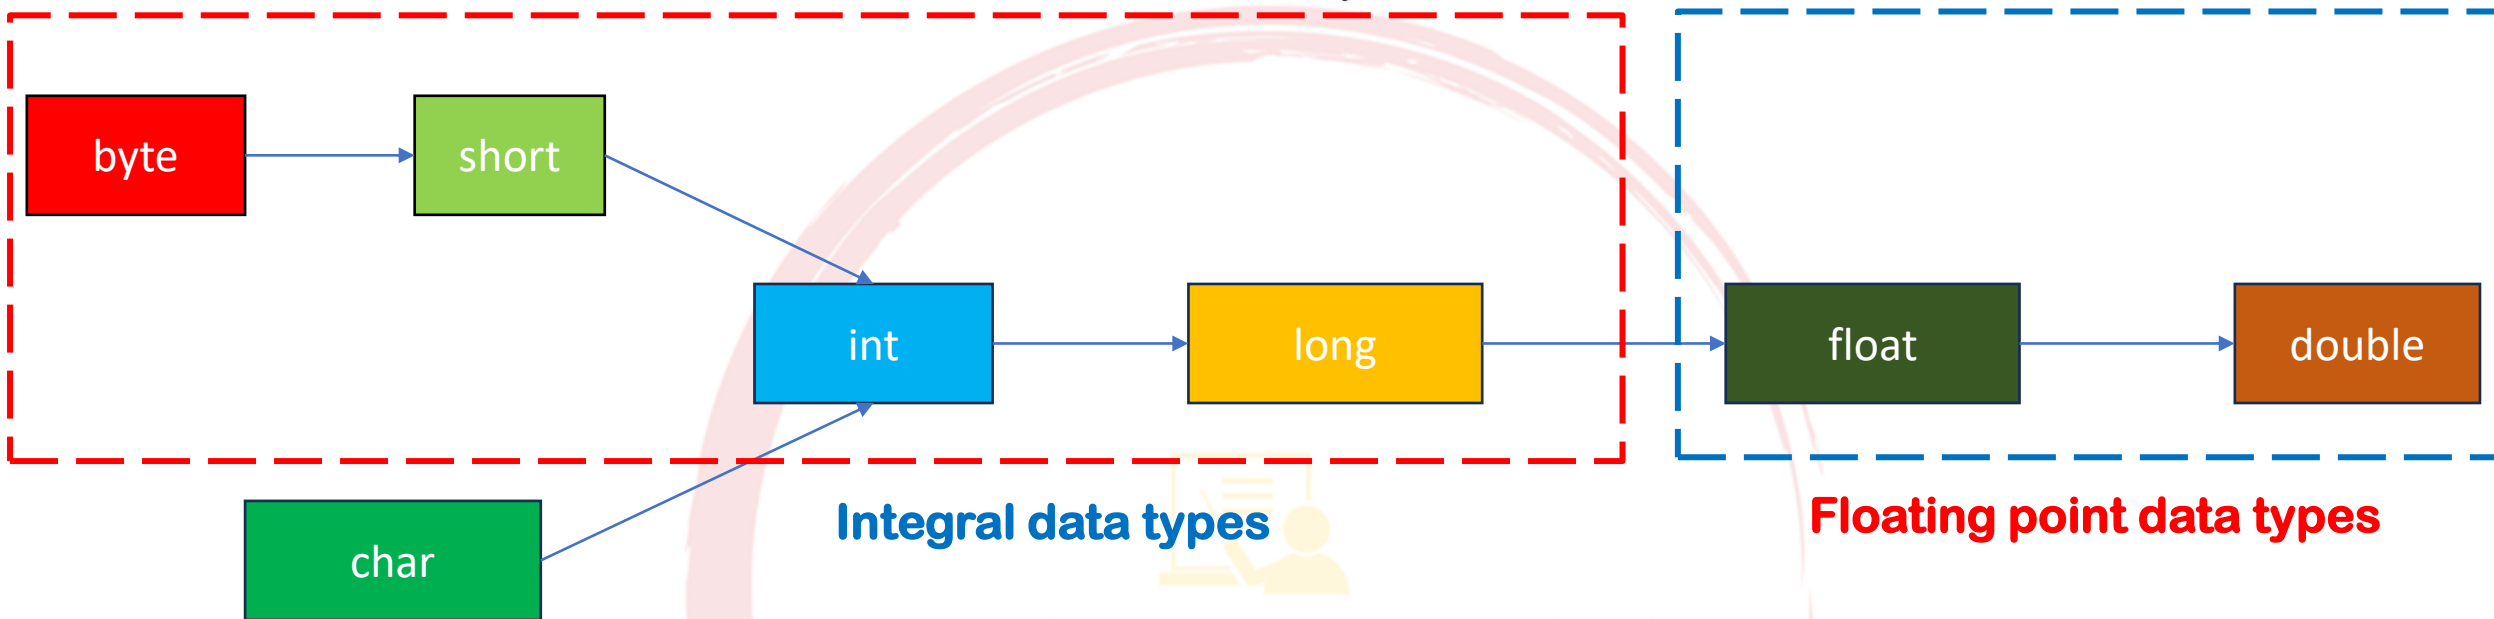 byte
short
int
long
float
double
Integral data types
Floating point data types
char